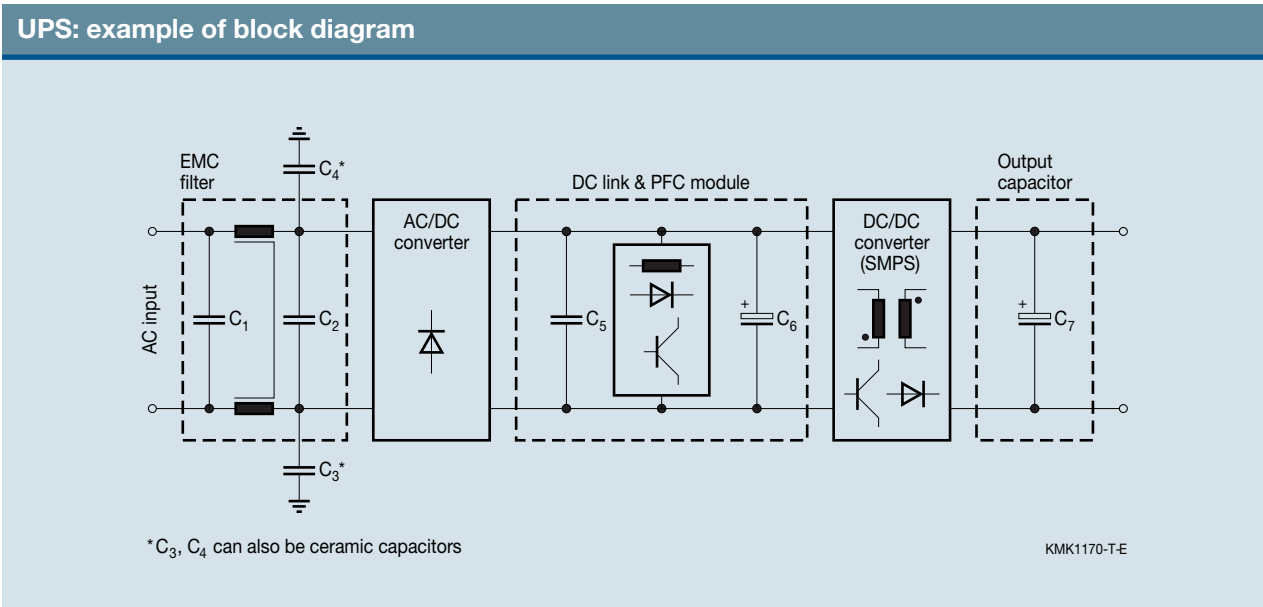 UPS: example of block diagram
EMC
filter
C4*
DC link & PFC module
Output
capacitor
AC/DC
converter
DC/DC
converter
(SMPS)
AC input
C1
C2
C5
+
C6
+
C7
C3*
*C3, C4 can also be ceramic capacitors
KMK1170-T-E